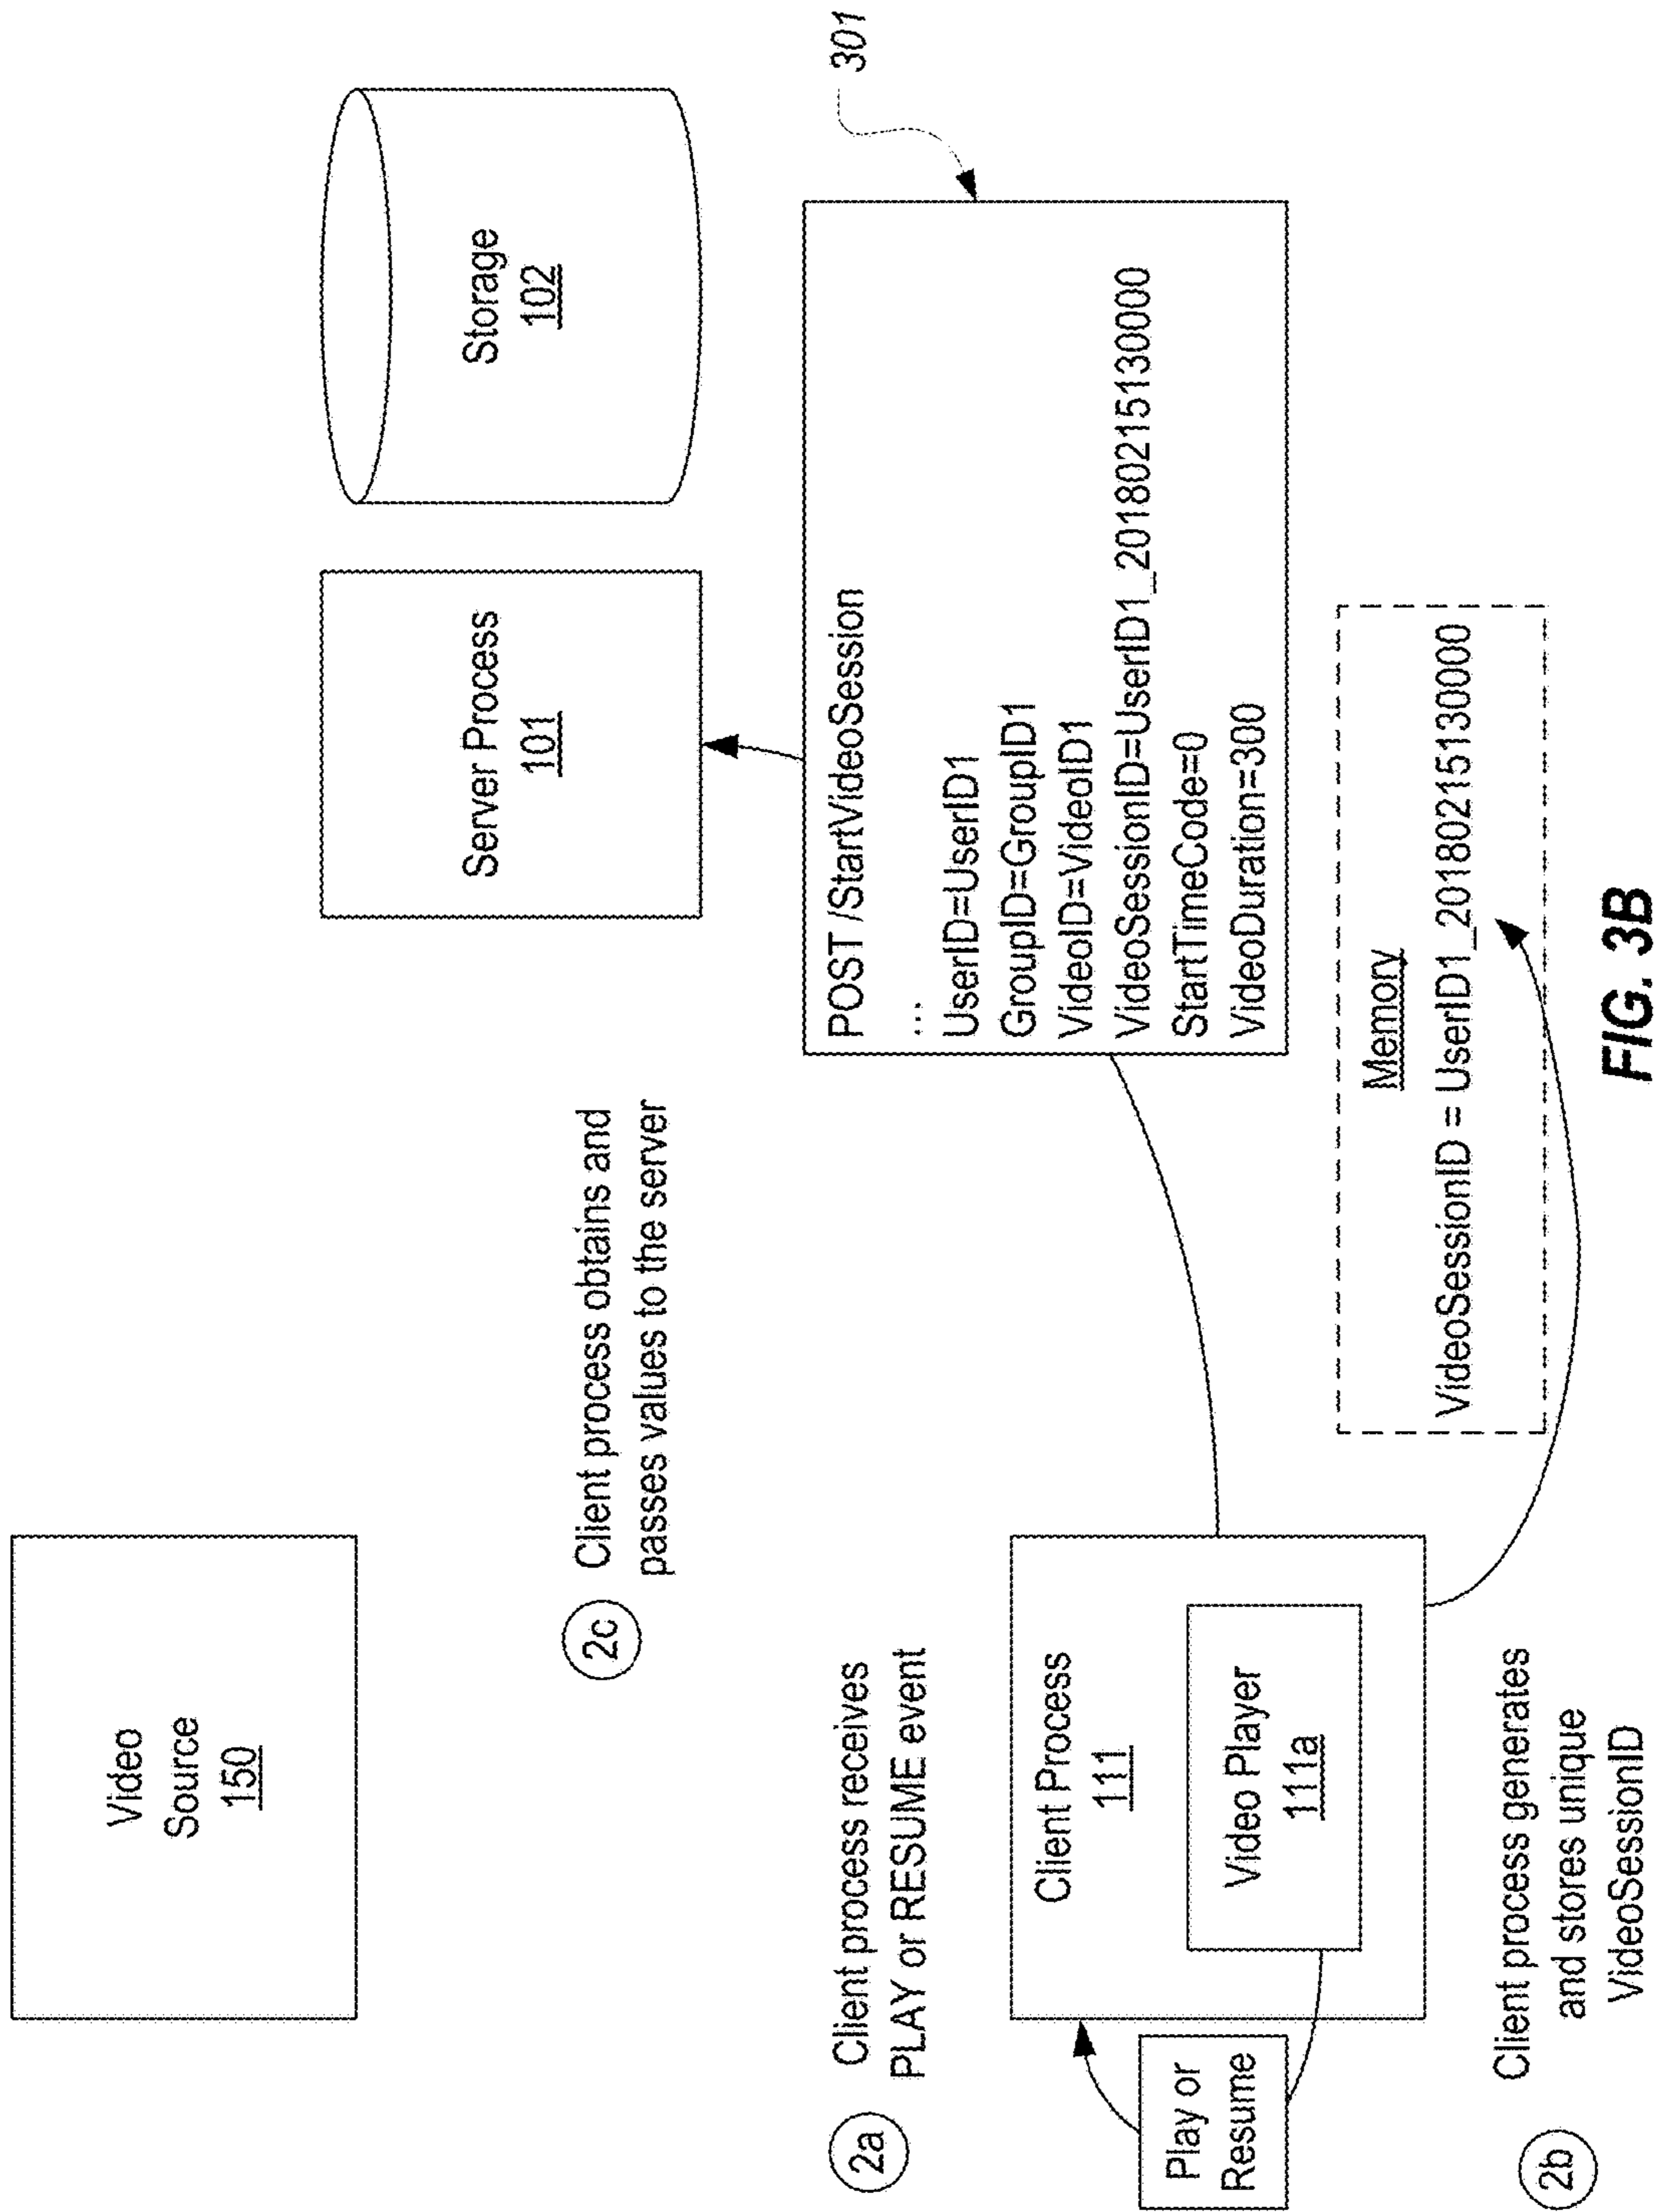 Video
Source
150
2c
Client process obtains and
passes values to the server
Server Process
101
Storage
102
2a
Client process receives
PLAY or RESUME event
Play or
Resume
Client Process
111
Video Player
111a
POST /StartVideoSession
...
UserID=UserID1
GroupID=GroupID1
VideoID=VideoID1
VideoSessionID=UserID1_20180215130000
StartTimeCode=0
VideoDuration=300
301
2b
Client process generates
and stores unique
VideoSessionID
Memory
VideoSessionID = UserID1_20180215130000
FIG. 3B